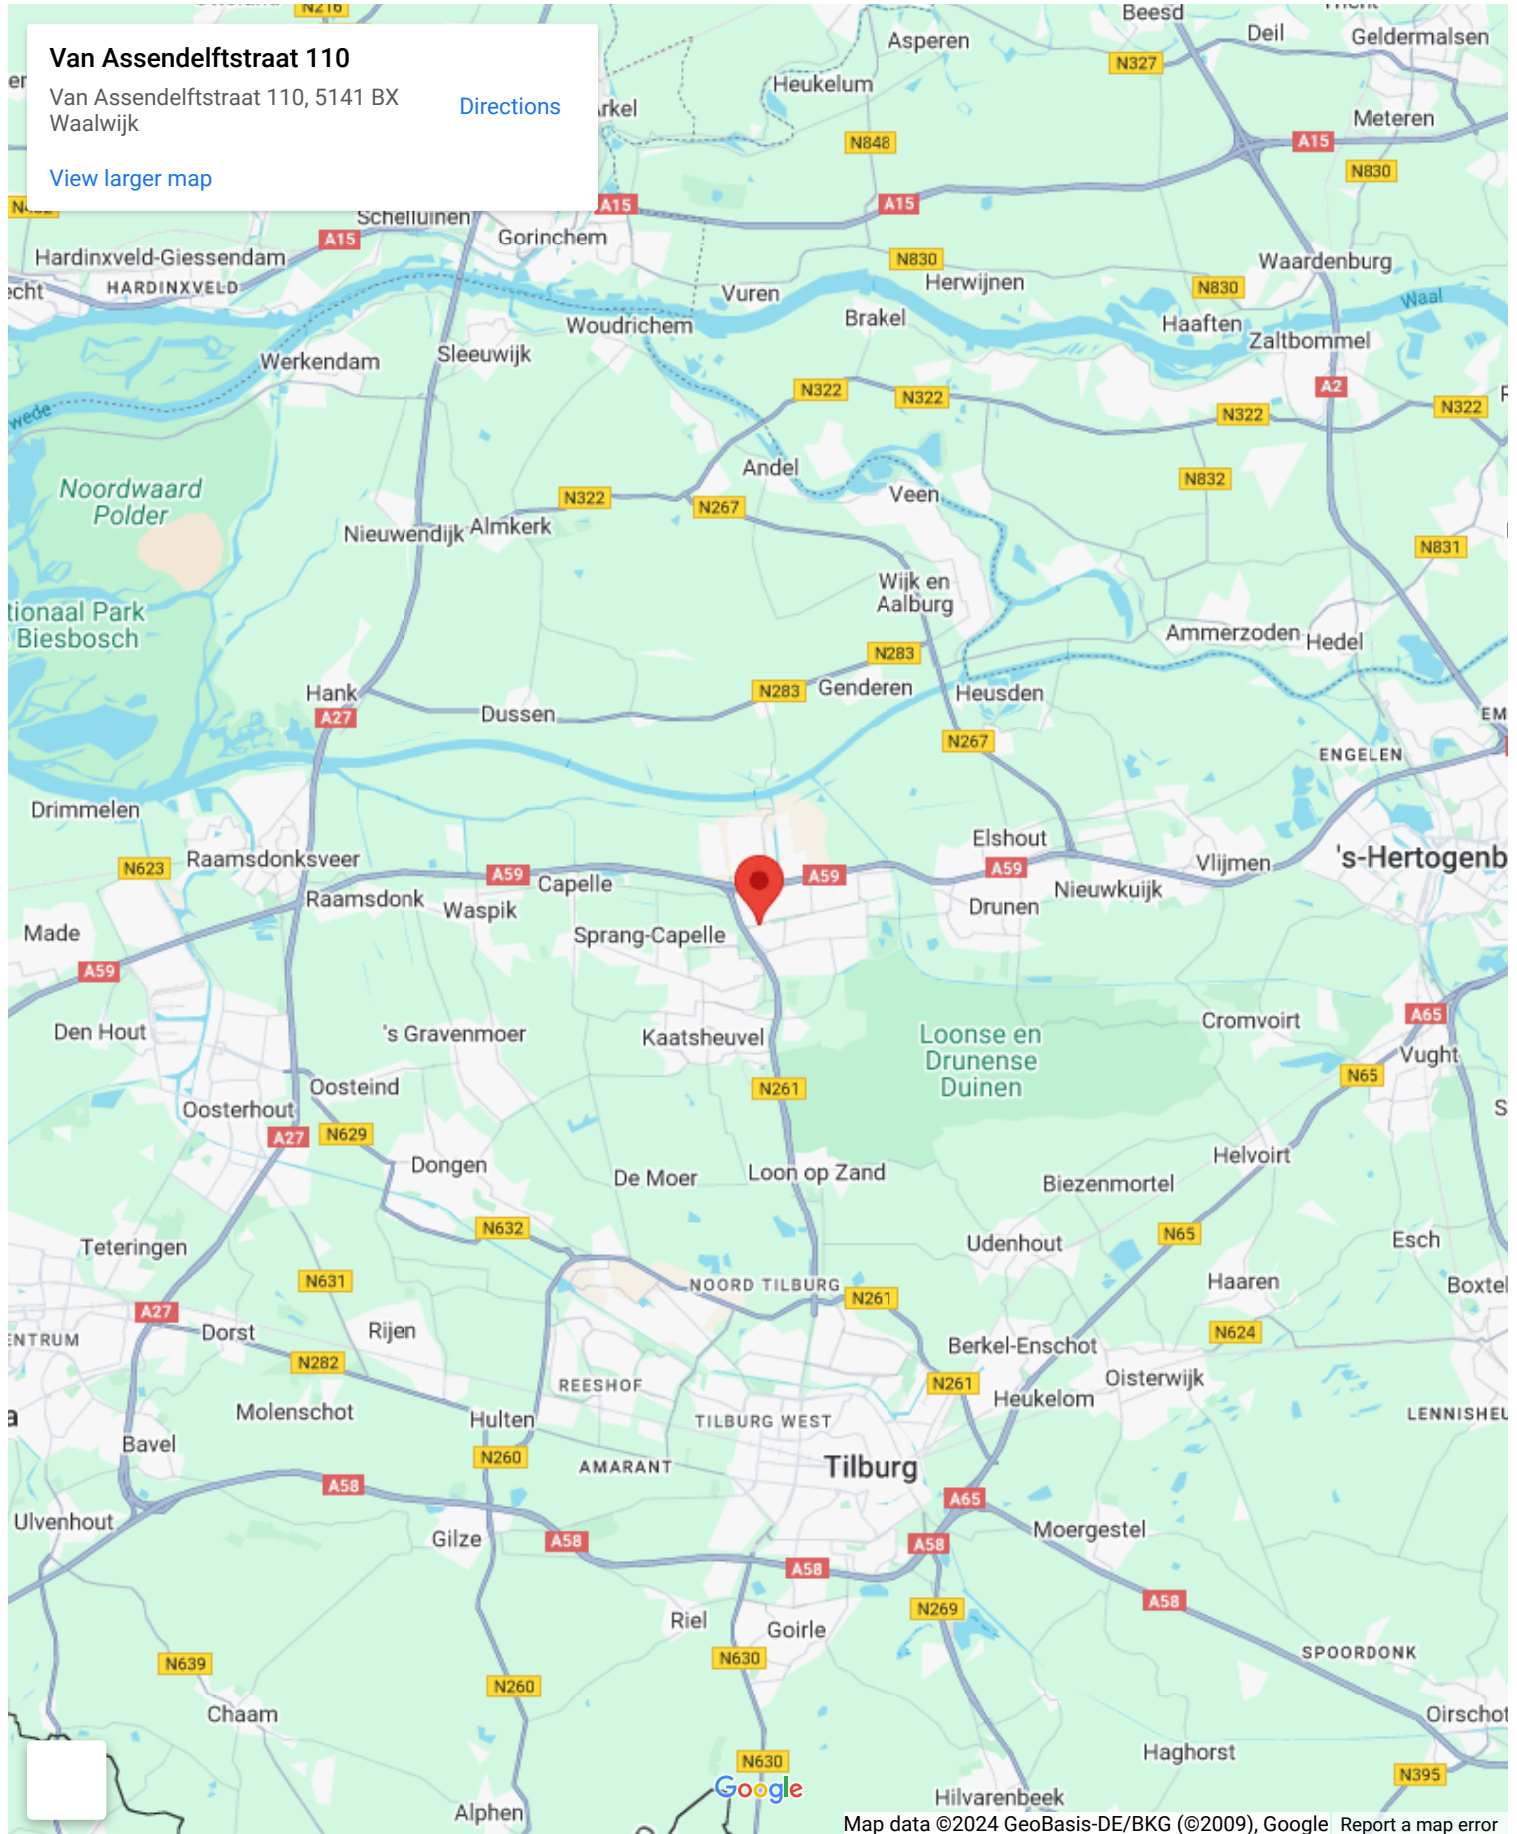 N216
Beesd
Deil
Geldermalsen
Asperen
N327
Van Assendelftstraat 110
Van Assendelftstraat 110, 5141 BX
Waalwijk
Directions
View larger map
Heukelum
Meteren
N848
A15
N830
A15
A15
Schelluinen
A15
Gorinchem
Hardinxveld-Giessendam
HARDINXVELD
N830
Herwijnen
Waardenburg
N830
Vuren
Waal
Woudrichem
Brakel
Haaften
Zaltbommel
Werkendam
Sleeuwijk
N322
N322
A2
N322
N322
Andel
N832
Noordwaard
Polder
N322
N267
Veen
Nieuwendijk
Almkerk
N831
Wijk en
Aalburg
tionaal Park
Biesbosch
Ammerzoden
Hedel
N283
Hank
N283
Genderen
Heusden
A27
Dussen
N267
ENGELEN
Drimmelen
Elshout
Raamsdonksveer
N623
A59
Capelle
A59
A59
Vlijmen
's-Hertogenb
Raamsdonk
Waspik
Nieuwkuijk
Drunen
Made
Sprang-Capelle
A59
Den Hout
's Gravenmoer
Kaatsheuvel
Loonse en
Drunense
Duinen
Cromvoirt
A65
Vught
N65
Oosteind
N261
Oosterhout
A27
N629
Dongen
De Moer
Loon op Zand
Helvoirt
Biezenmortel
N632
N65
Teteringen
Udenhout
Esch
N631
NOORD TILBURG
N261
Haaren
Boxtel
A27
ENTRUM
Dorst
Rijen
N624
Berkel-Enschot
N282
REESHOF
N261
Oisterwijk
Heukelom
Molenschot
Hulten
TILBURG WEST
LENNISHEU
Bavel
N260
AMARANT
Tilburg
A58
A65
Ulvenhout
Gilze
A58
Moergestel
A58
A58
A58
N269
Riel
Goirle
SPOORDONK
N639
N630
N260
Chaam
Oirschot
Haghorst
N630
N395
Google
Hilvarenbeek
Alphen
Map data ©2024 GeoBasis-DE/BKG (©2009), Google
Report a map error